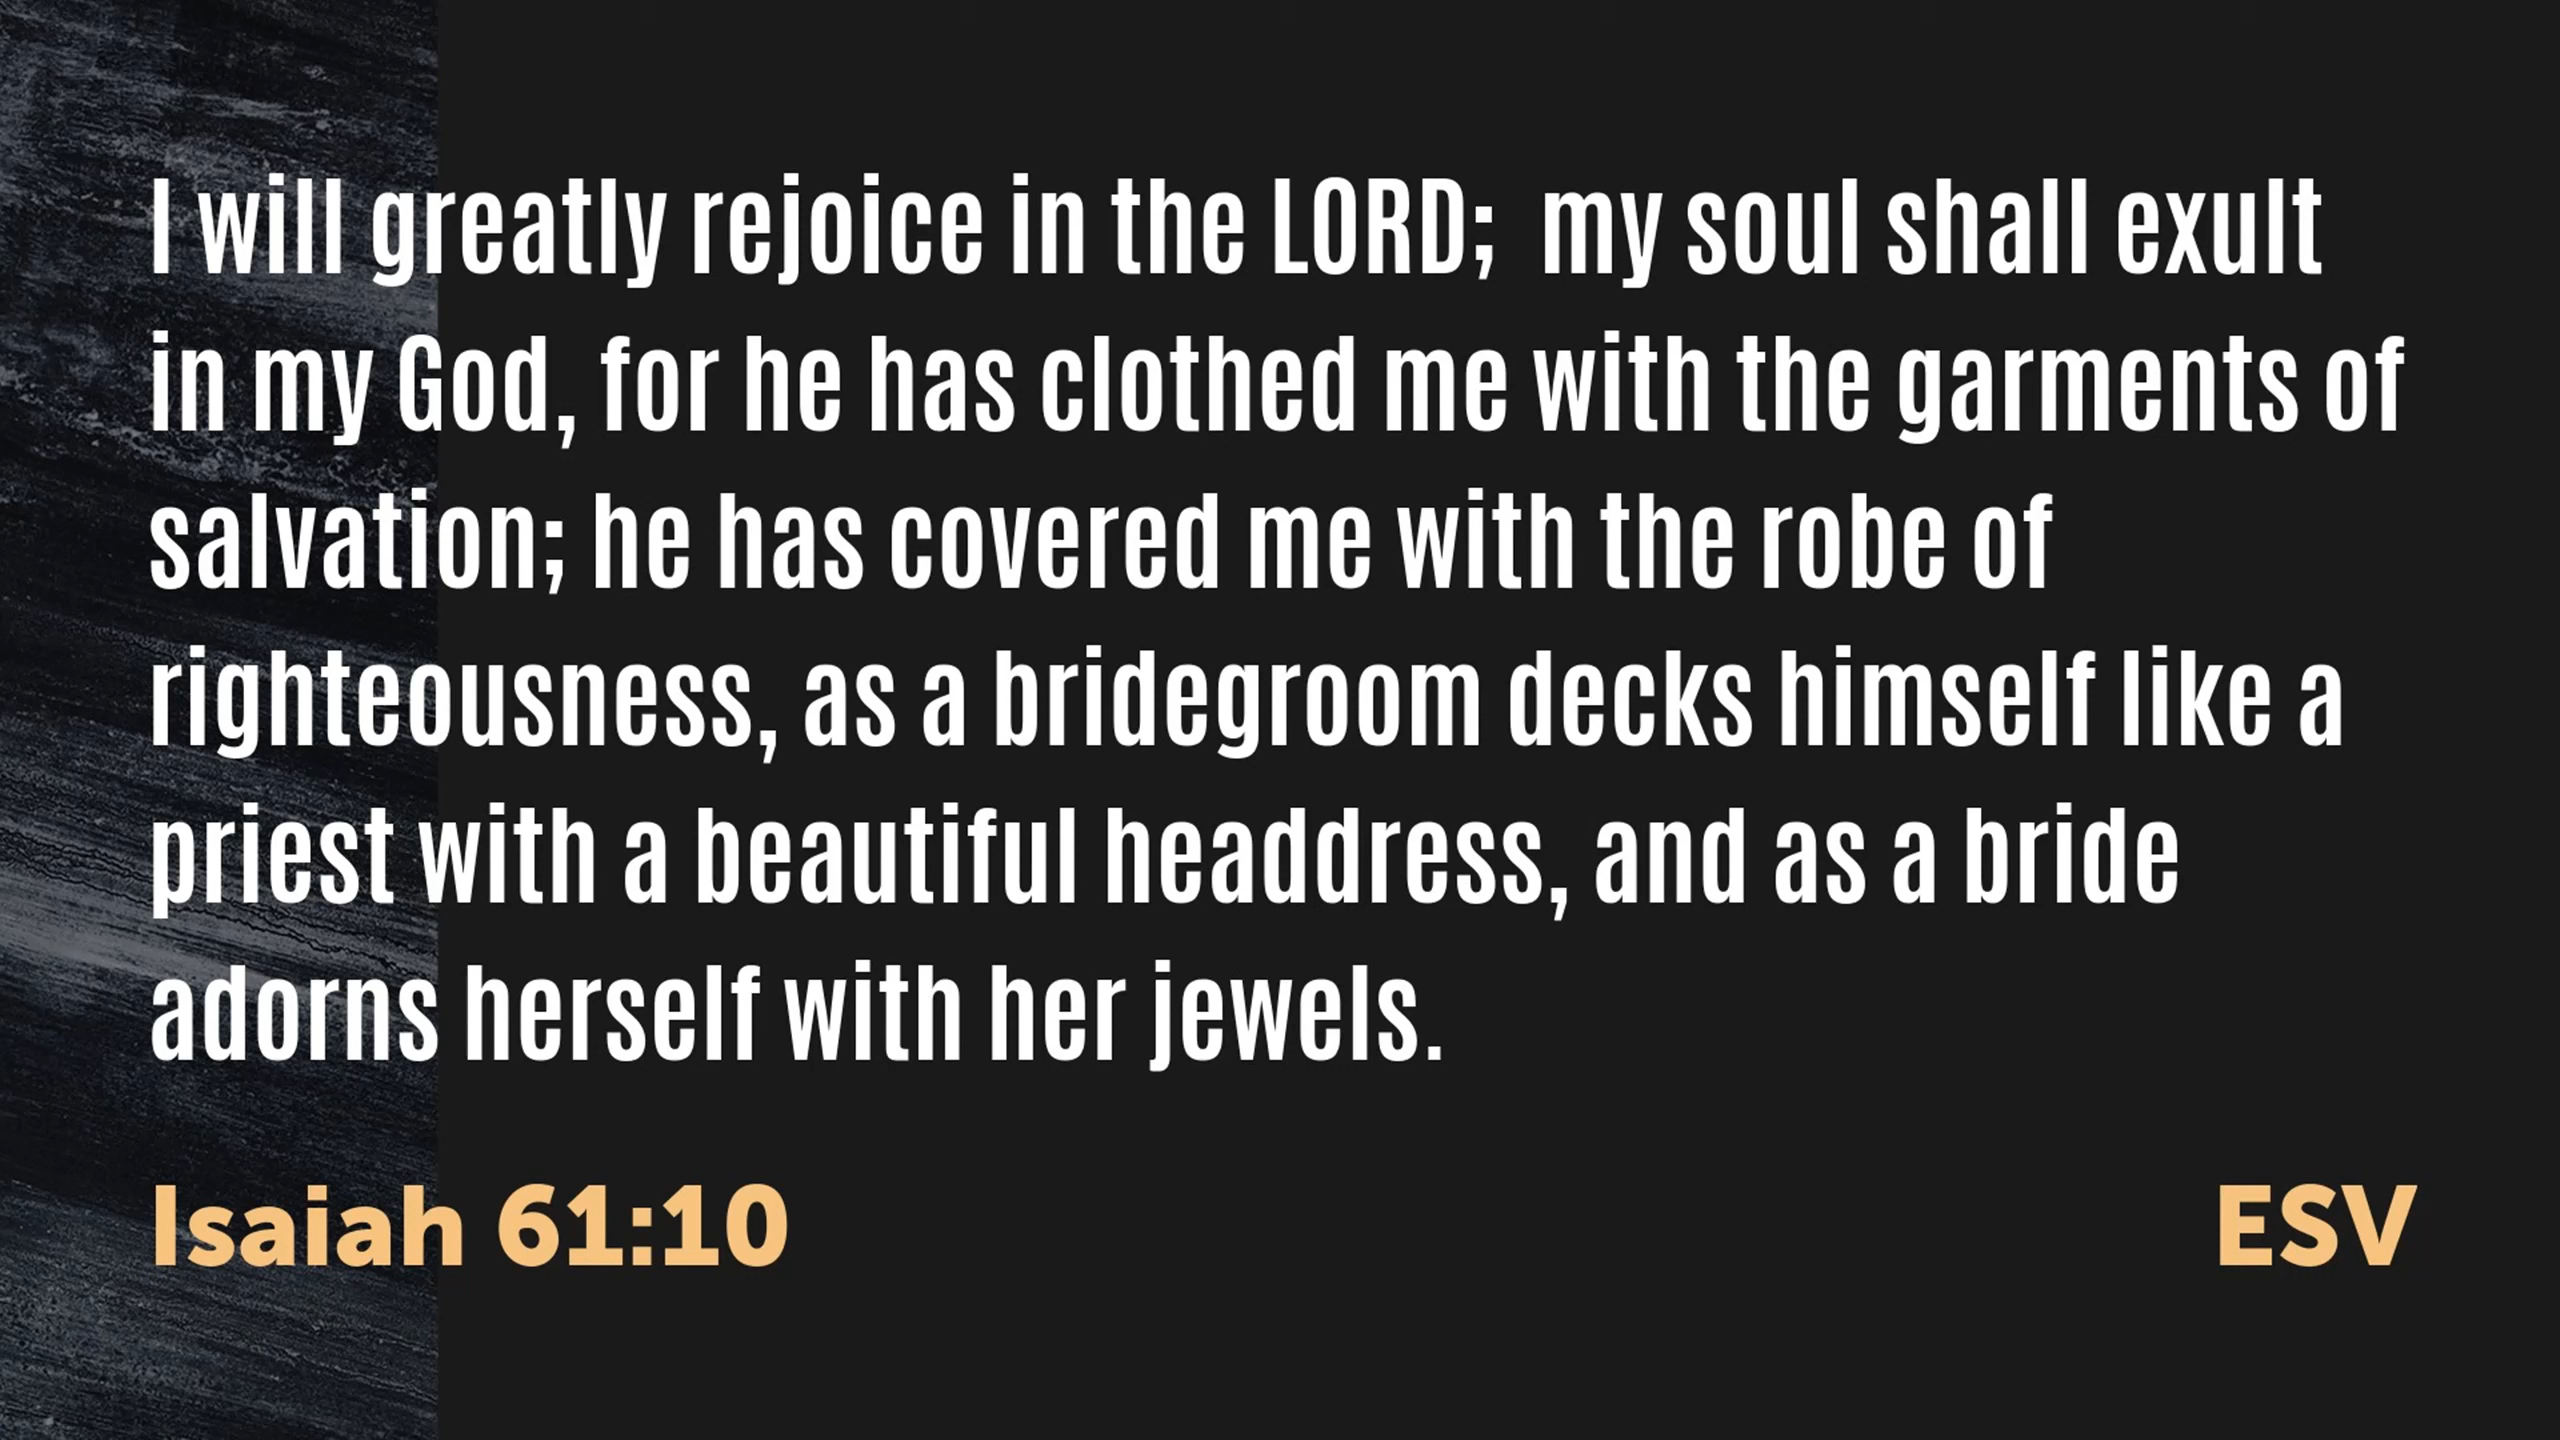 I will greatly rejoice in the LORD;  my soul shall exult
in my God, for he has clothed me with the garments of
salvation; he has covered me with the robe of
righteousness, as a bridegroom decks himself like a
priest with a beautiful headdress, and as a bride
adorns herself with her jewels.
Isaiah 61:10 ESV